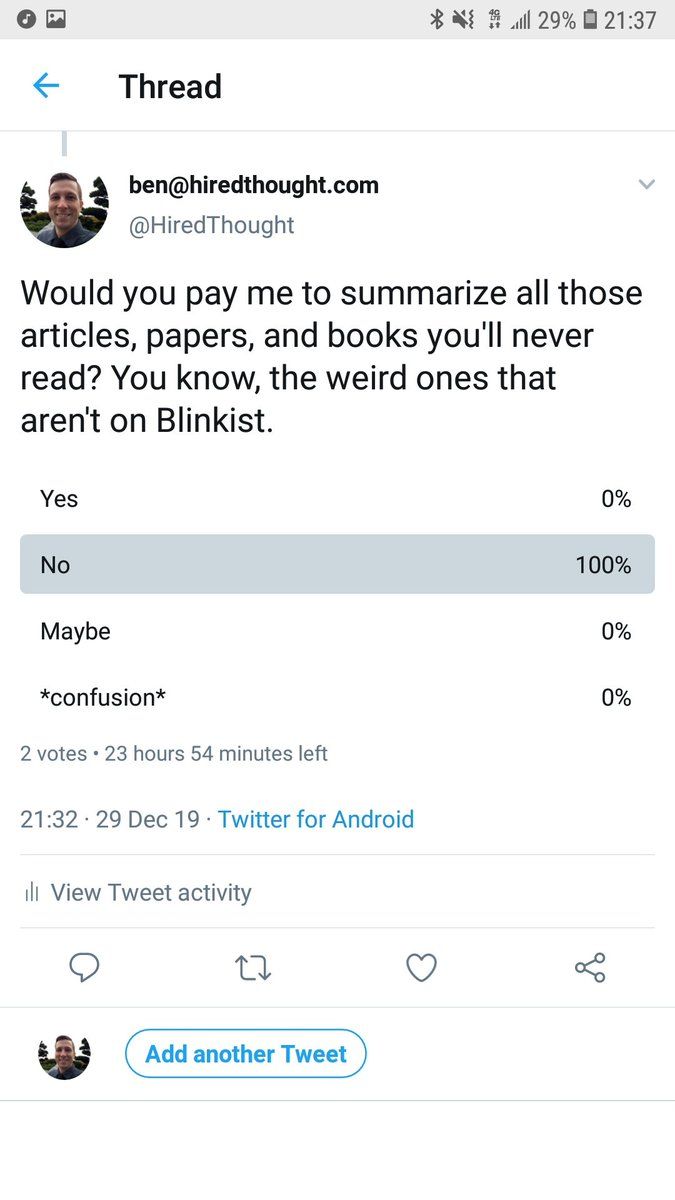 29% 21:37
Thread
ben@hiredthought.com
@HiredThought
Would you pay me to summarize all those
articles, papers, and books you'll never
read? You know, the weird ones that
aren't on Blinkist.
Yes 0%
No 100%
Maybe 0%
*confusion* 0%
2 votes • 23 hours 54 minutes left
21:32 · 29 Dec 19 · Twitter for Android
View Tweet activity
Add another Tweet